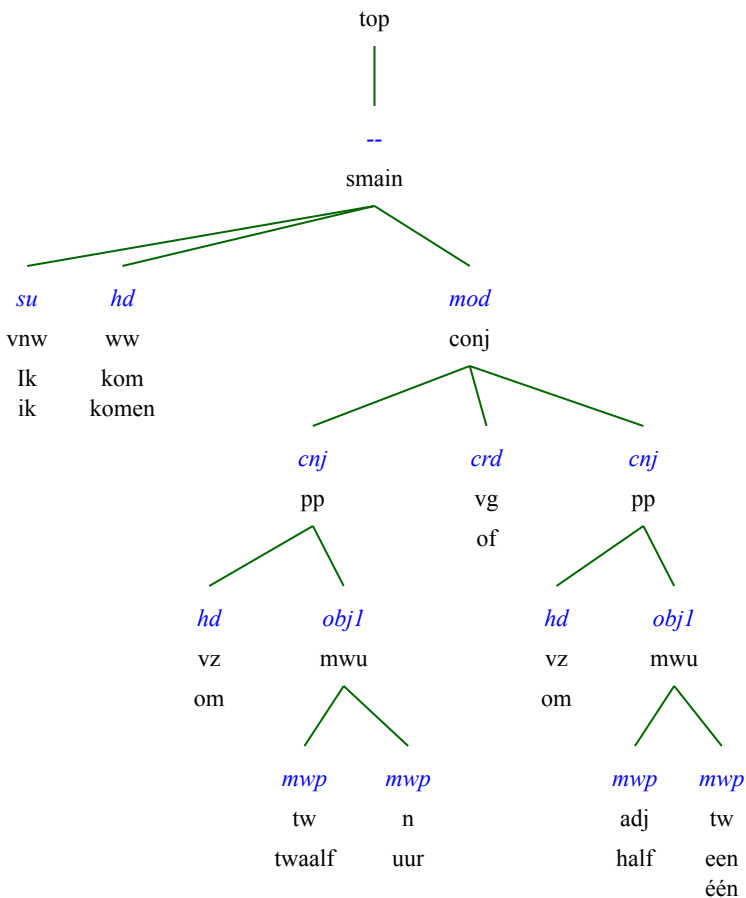 top
--
smain
su hd mod
vnw ww conj
Ik kom
ik komen
cnj crd cnj
pp vg pp
of
hd obj1 hd obj1
vz mwu vz mwu
om om
mwp mwp mwp mwp
tw n adj tw
twaalf uur half een
één